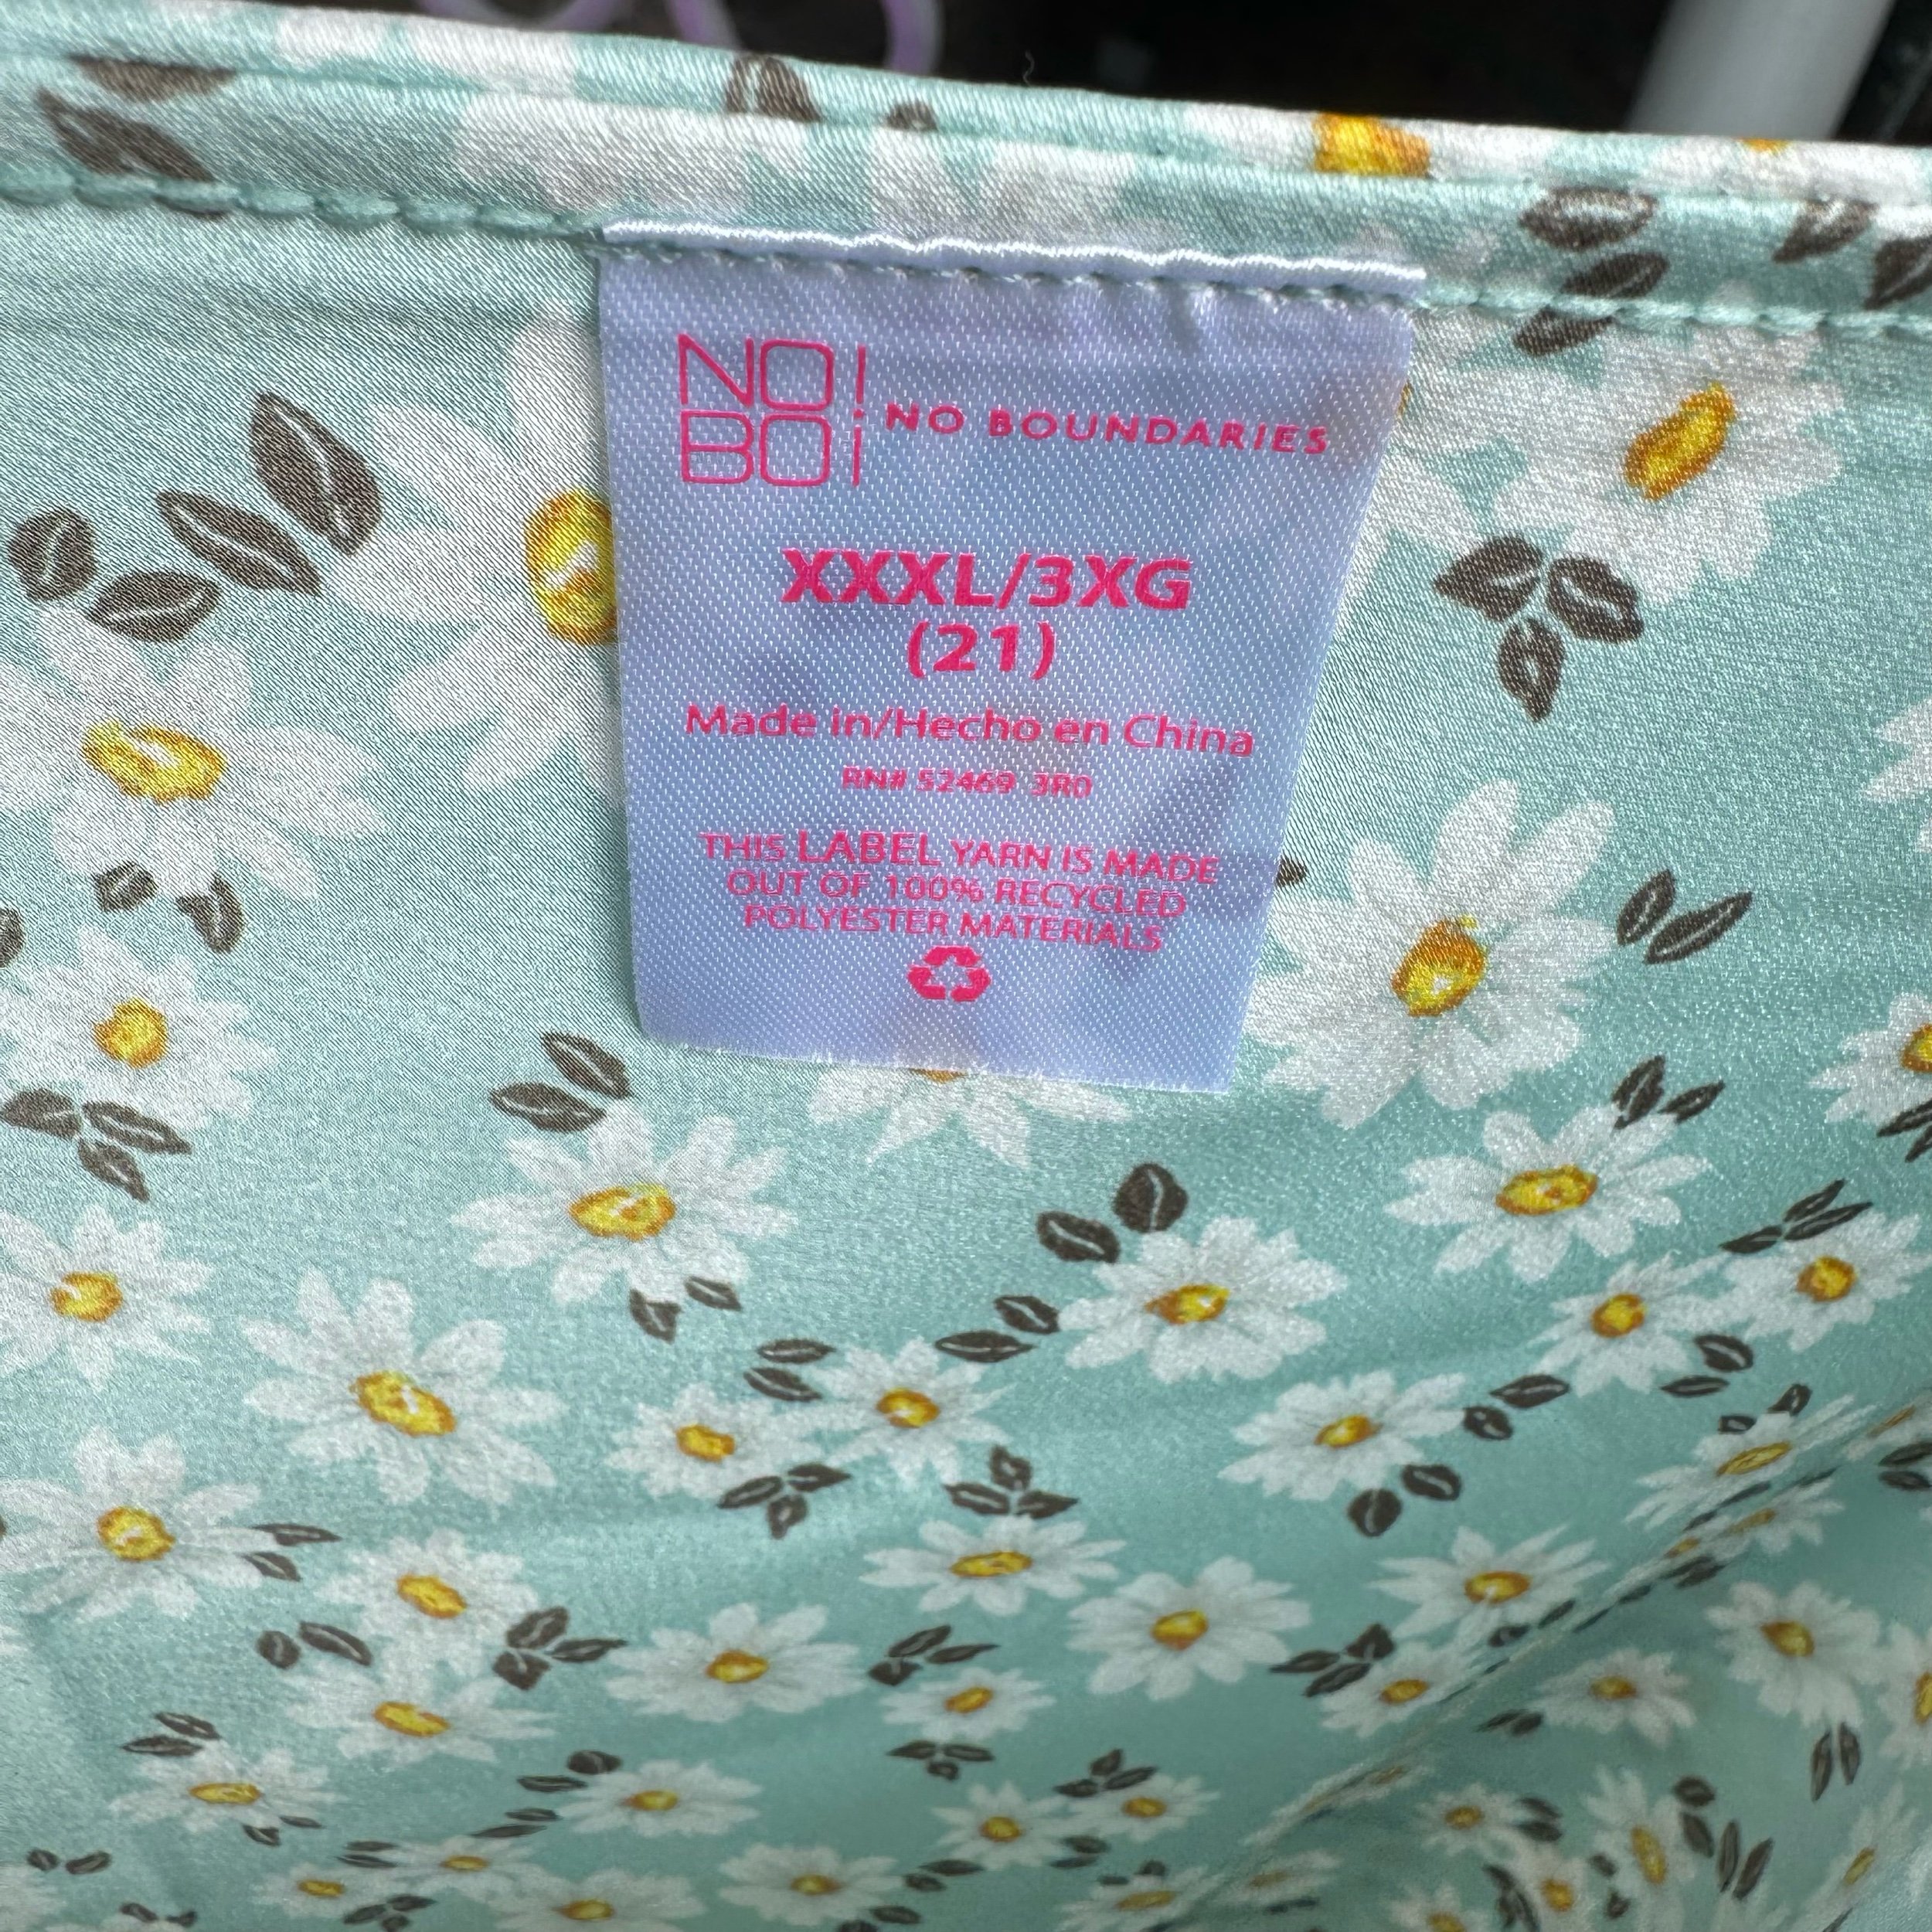 NO!
BO!
NO BOUNDARIES
XXXL/3XG
(21)
Made in/Hecho en China
RN# 52469 3R0
THIS LABEL YARN IS MADE
OUT OF 100% RECYCLED
POLYESTER MATERIALS